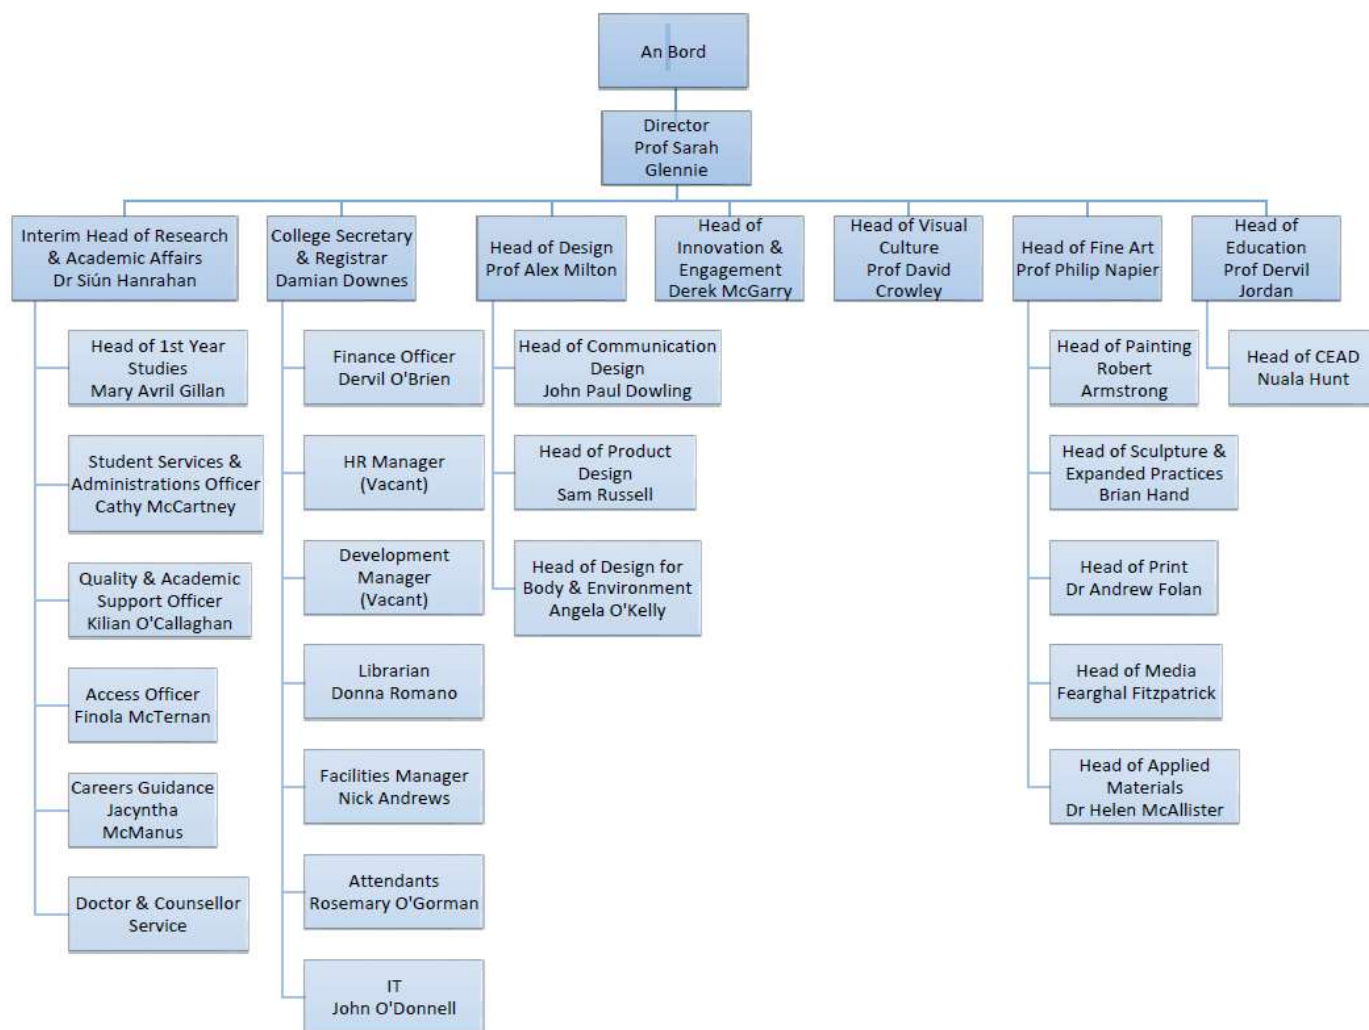 An Bord
Director
Prof Sarah
Glennie
Interim Head of Research
& Academic Affairs
Dr Siún Hanrahan
College Secretary
& Registrar
Damian Downes
Head of Design
Prof Alex Milton
Head of
Innovation &
Engagement
Derek McGarry
Head of Visual
Culture
Prof David
Crowley
Head of Fine Art
Prof Philip Napier
Head of
Education
Prof Dervil
Jordan
Head of 1st Year
Studies
Mary Avril Gillan
Student Services &
Administrations Officer
Cathy McCartney
Quality & Academic
Support Officer
Kilian O'Callaghan
Access Officer
Finola McTernan
Careers Guidance
Jacyntha
McManus
Doctor & Counsellor
Service
Finance Officer
Dervil O'Brien
HR Manager
(Vacant)
Development
Manager
(Vacant)
Librarian
Donna Romano
Facilities Manager
Nick Andrews
Attendants
Rosemary O'Gorman
IT
John O'Donnell
Head of Communication
Design
John Paul Dowling
Head of Product
Design
Sam Russell
Head of Design for
Body & Environment
Angela O'Kelly
Head of Painting
Robert
Armstrong
Head of Sculpture &
Expanded Practices
Brian Hand
Head of Print
Dr Andrew Folan
Head of Media
Fearghal Fitzpatrick
Head of Applied
Materials
Dr Helen McAllister
Head of CEAD
Nuala Hunt